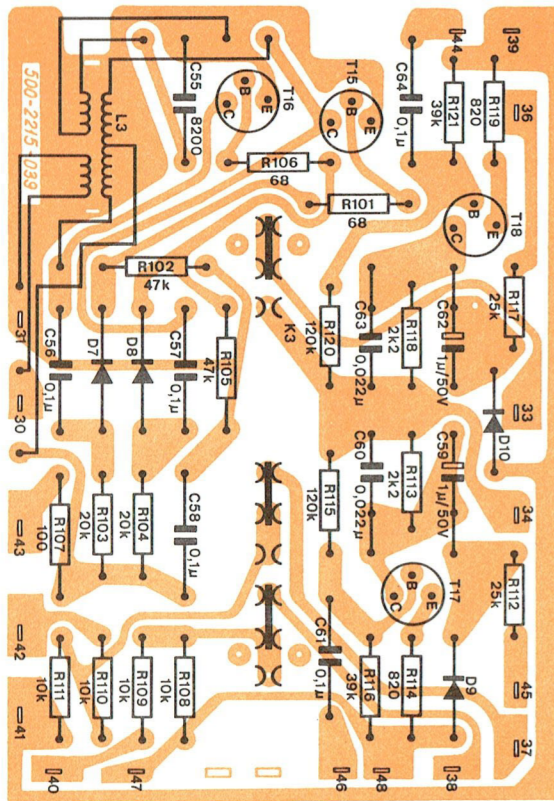 500-2215-039
L3
C55
8200
T16
B
C
E
T15
B
C
E
C64
0,1µ
44
39
R121
39k
R119
820
36
R106
68
R101
68
T18
B
C
E
R102
47k
K3
R117
25k
31
C56
0,1µ
D7
D8
C57
0,1µ
R105
47k
R120
120k
C63
0,022µ
R118
2k2
C62
1µ/50V
33
30
D10
43
R107
100
R103
20k
R104
20k
C58
0,1µ
R115
120k
C60
0,022µ
R113
2k2
C59
1µ/50V
34
T17
B
C
E
R112
25k
42
R111
10k
R110
10k
R109
10k
R108
10k
C61
0,1µ
R116
39k
R114
820
D9
45
41
37
40
47
46
48
38